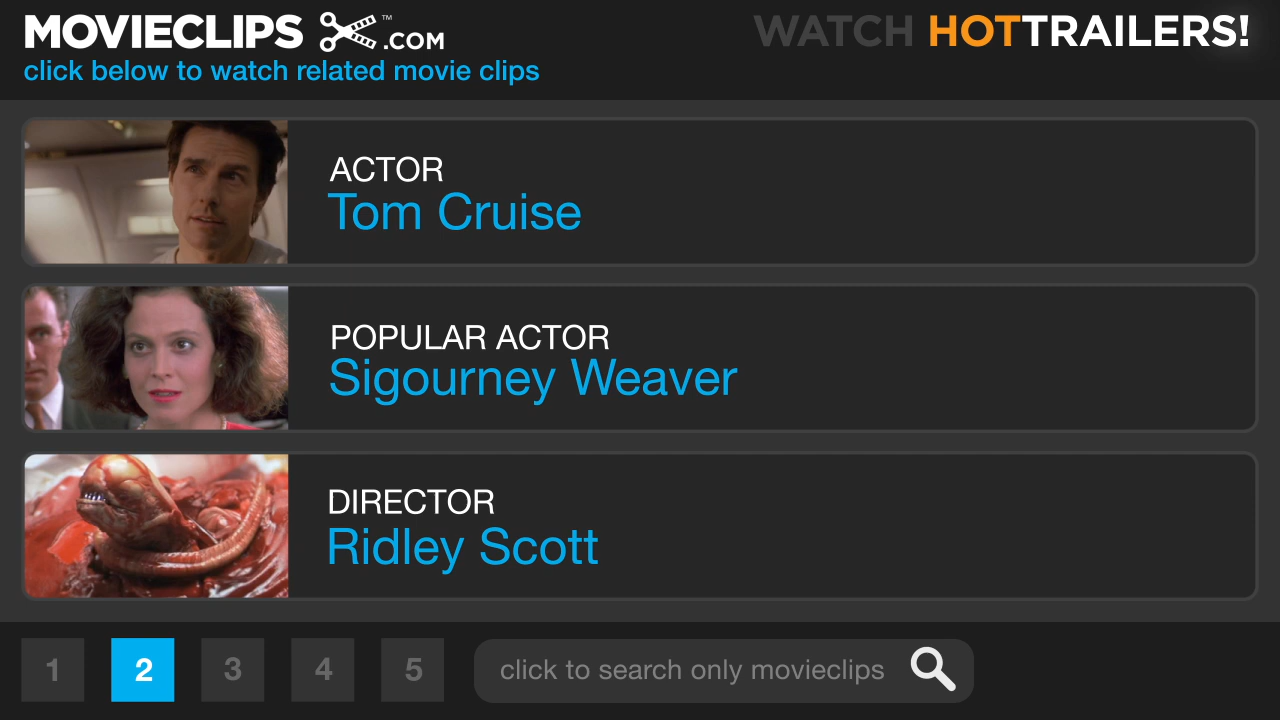 MOVIECLIPS ™ .COM
WATCH HOTTRAILERS!
click below to watch related movie clips
ACTOR
Tom Cruise
POPULAR ACTOR
Sigourney Weaver
DIRECTOR
Ridley Scott
1 2 3 4 5 click to search only movieclips